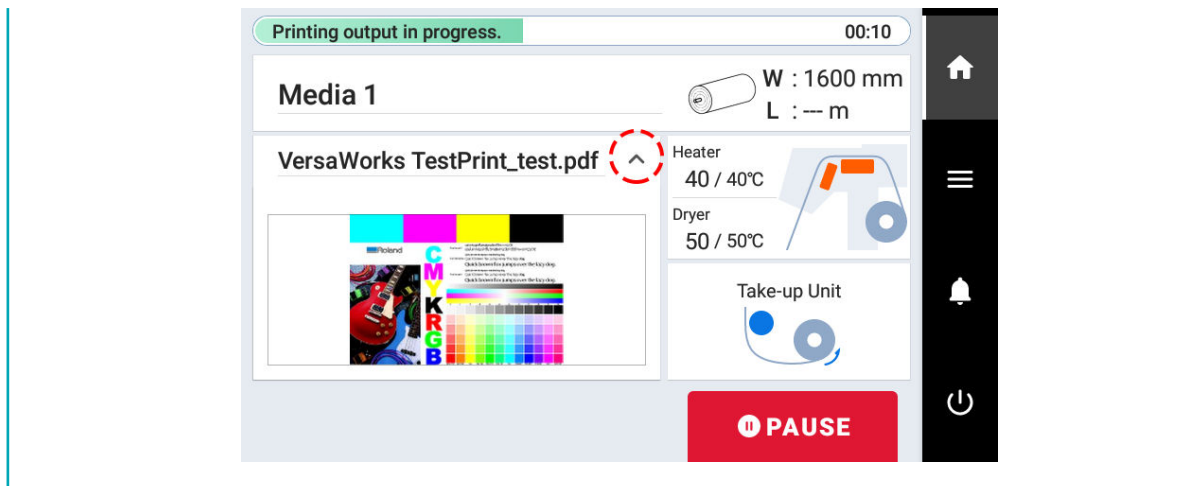 Printing output in progress.
00:10
Media 1
W : 1600 mm
L : --- m
VersaWorks TestPrint_test.pdf
Heater
40 / 40℃
Dryer
50 / 50℃
Roland
C
M
Y
K
R
G
B
Quick brown fox jumps over the lazy dog.
Quick brown fox jumps over the lazy dog.
Take-up Unit
PAUSE